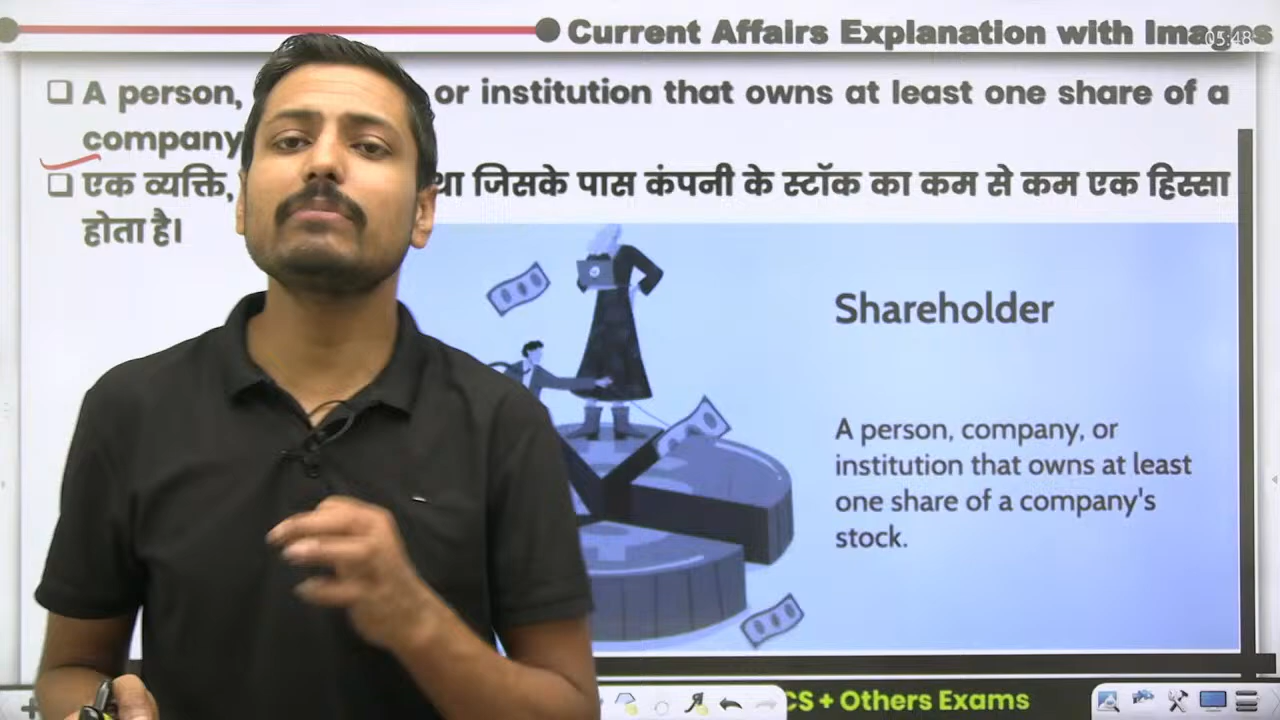 Current Affairs Explanation with Images
05:48
A person, or institution that owns at least one share of a
company
एक व्यक्ति, था जिसके पास कंपनी के स्टॉक का कम से कम एक हिस्सा
होता है।
Shareholder
A person, company, or
institution that owns at least
one share of a company's
stock.
CS + Others Exams